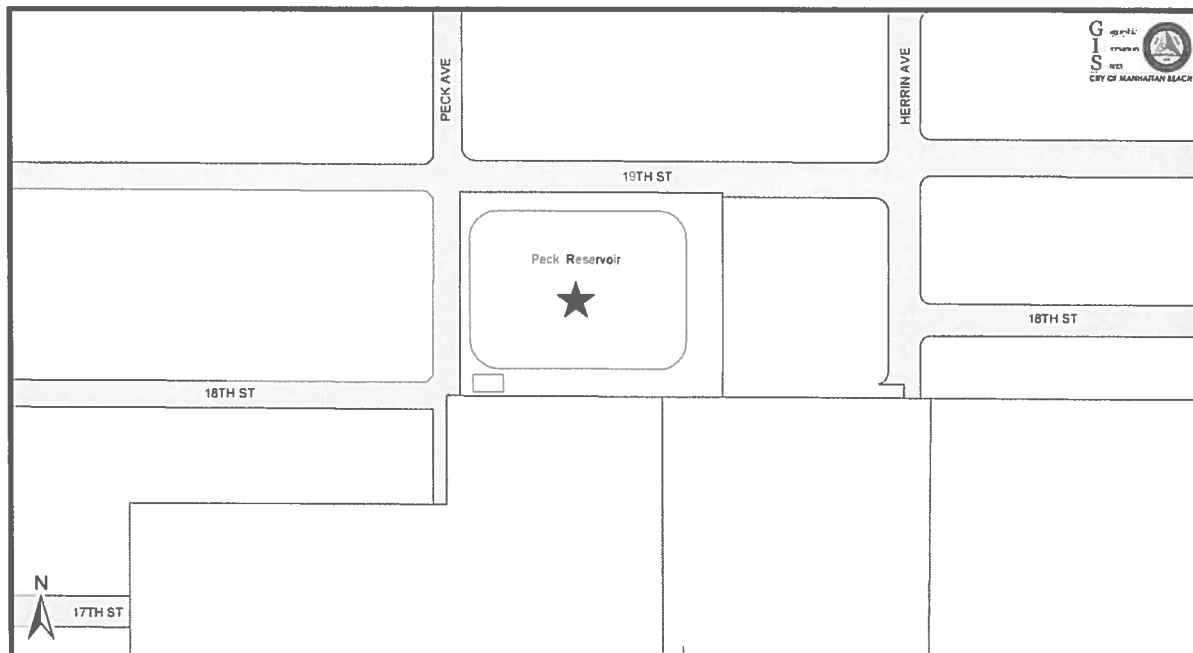 PECK AVE
HERRIN AVE
G
I
S
CITY OF MANHATTAN BEACH
19TH ST
Peck Reservoir
18TH ST
18TH ST
N
17TH ST